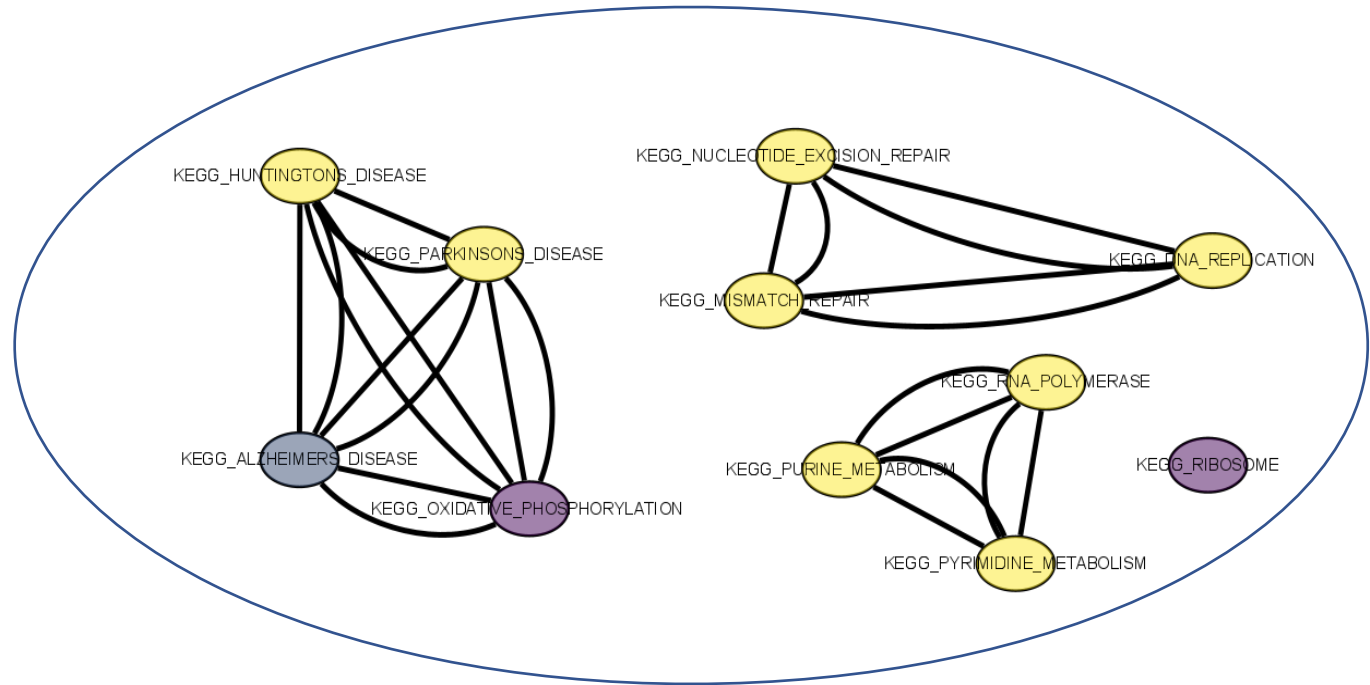 KEGG_HUNTINGTONS_DISEASE
KEGG_PARKINSONS_DISEASE
KEGG_ALZHEIMERS_DISEASE
KEGG_OXIDATIVE_PHOSPHORYLATION
KEGG_NUCLEOTIDE_EXCISION_REPAIR
KEGG_DNA_REPLICATION
KEGG_MISMATCH_REPAIR
KEGG_RNA_POLYMERASE
KEGG_PURINE_METABOLISM
KEGG_PYRIMIDINE_METABOLISM
KEGG_RIBOSOME